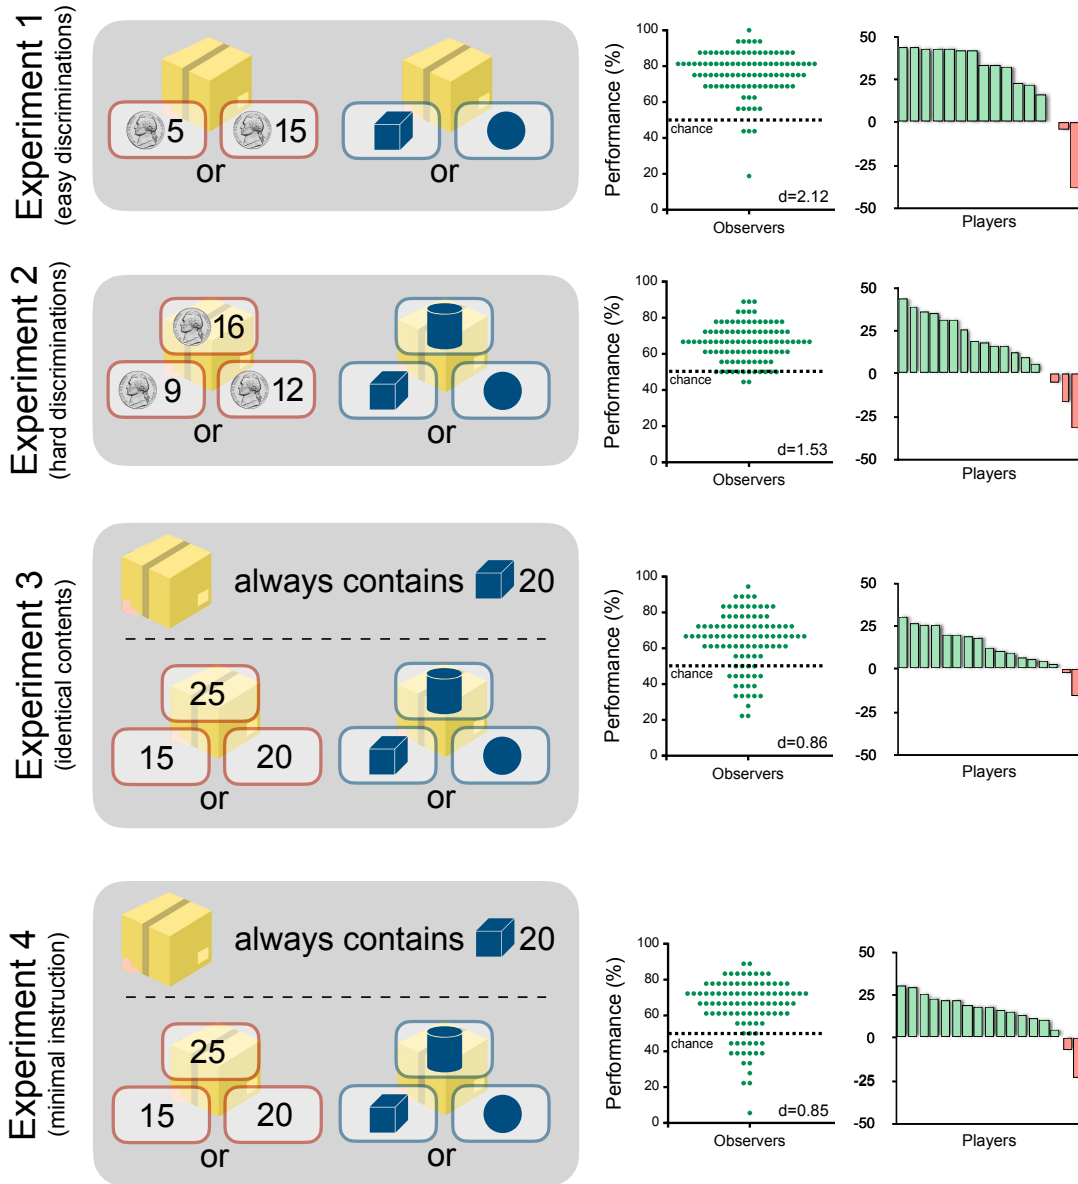 Experiment 1
(easy discriminations)
5
15
or
or
Performance (%)
100
80
60
40
20
0
chance
d=2.12
Observers
50
25
0
-25
-50
Players
Experiment 2
(hard discriminations)
16
9
12
or
or
Performance (%)
100
80
60
40
20
0
chance
d=1.53
Observers
50
25
0
-25
-50
Players
Experiment 3
(identical contents)
always contains 20
25
15
20
or
or
Performance (%)
100
80
60
40
20
0
chance
d=0.86
Observers
50
25
0
-25
-50
Players
Experiment 4
(minimal instruction)
always contains 20
25
15
20
or
or
Performance (%)
100
80
60
40
20
0
chance
d=0.85
Observers
50
25
0
-25
-50
Players